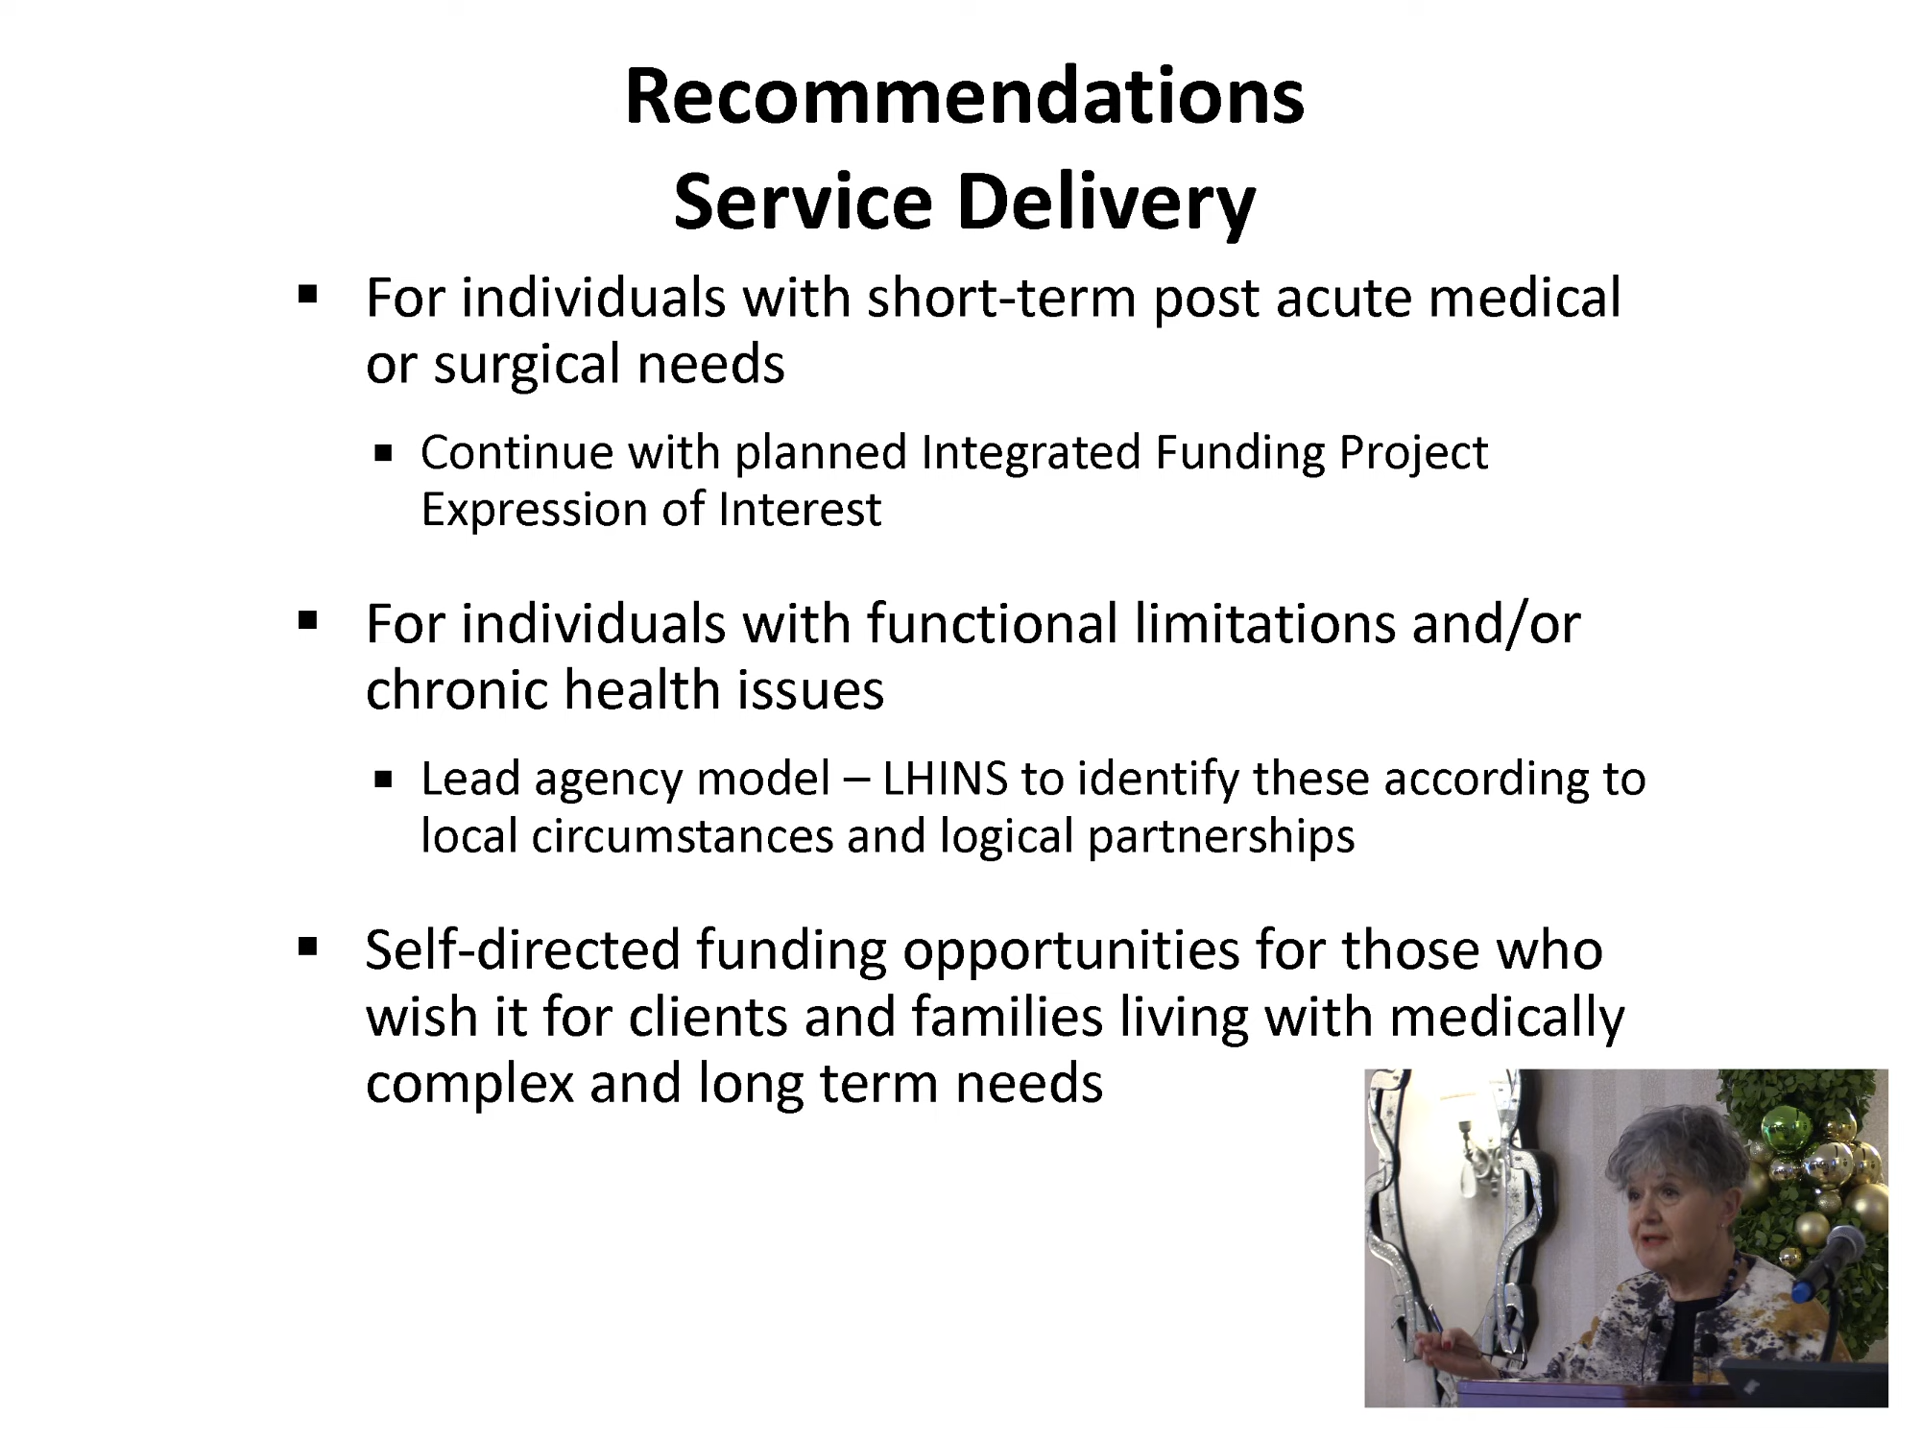 Recommendations
Service Delivery
▪ For individuals with short-term post acute medical
or surgical needs
▪ Continue with planned Integrated Funding Project
Expression of Interest
▪ For individuals with functional limitations and/or
chronic health issues
▪ Lead agency model – LHINS to identify these according to
local circumstances and logical partnerships
▪ Self-directed funding opportunities for those who
wish it for clients and families living with medically
complex and long term needs